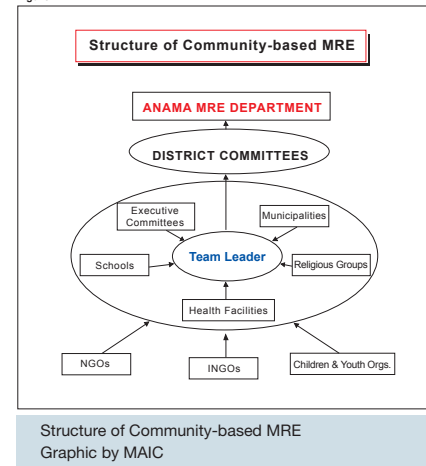 Structure of Community-based MRE
ANAMA MRE DEPARTMENT
DISTRICT COMMITTEES
Executive
Committees
Municipalities
Team Leader
Schools
Religious Groups
Health Facilities
NGOs
INGOs
Children & Youth Orgs.
Structure of Community-based MRE
Graphic by MAIC